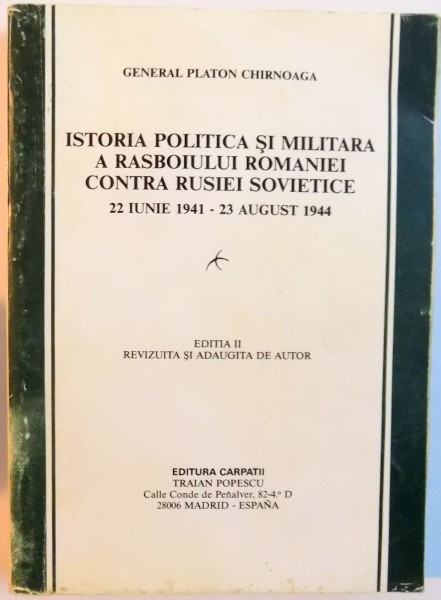 GENERAL PLATON CHIRNOAGA
ISTORIA POLITICA ŞI MILITARA
A RASBOIULUI ROMANIEI
CONTRA RUSIEI SOVIETICE
22 IUNIE 1941 - 23 AUGUST 1944
EDITIA II
REVIZUITA ŞI ADAUGITA DE AUTOR
EDITURA CARPATII
TRAIAN POPESCU
Calle Conde de Peñalver, 82-4.º D
28006 MADRID - ESPAÑA